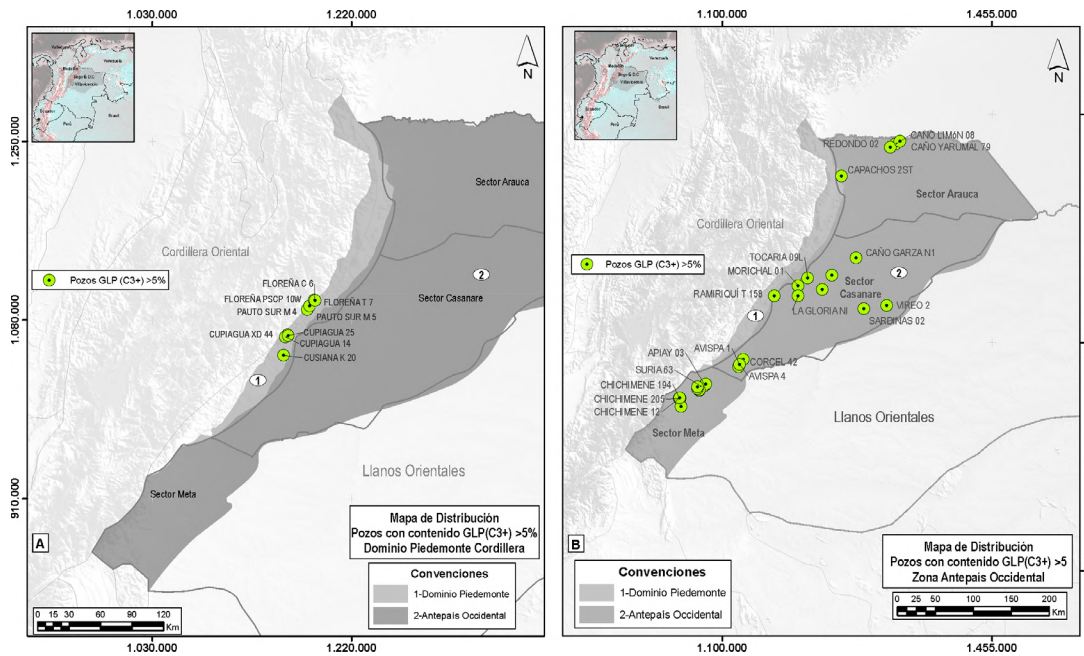 1.030.000
1.220.000
1.100.000
1.455.000
N
Sector Arauca
Cordillera Oriental
Pozos GLP (C3+) >5%
2
Sector Casanare
FLOREÑA C 6
FLOREÑA PSCP 10W
FLOREÑA T 7
PAUTO SUR M 4
PAUTO SUR M 5
CUPIAGUA XD 44
CUPIAGUA 25
CUPIAGUA 14
CUSIANA K 20
1
Llanos Orientales
Sector Meta
1.250.000
1.080.000
910.000
A
Mapa de Distribución
Pozos con contenido GLP(C3+) >5%
Dominio Piedemonte Cordillera
Convenciones
1-Dominio Piedemonte
2-Antepaís Occidental
0 15 30 60 90 120
Km
1.030.000
1.220.000
N
CAÑO LIMóN 08
REDONDO 02
CAÑO YARUMAL 79
CAPACHOS 2ST
Sector Arauca
Cordillera Oriental
Pozos GLP (C3+) >5%
CAÑO GARZA N1
TOCARIA 09L
MORICHAL 01
2
Sector
Casanare
RAMIRIQUÍ T 158
LA GLORIA NI
VIREO 2
SARDINAS 02
1
AVISPA 1
APIAY 03
CORCEL 42
SURIA 63
AVISPA 4
CHICHIMENE 194
CHICHIMENE 205
CHICHIMENE 12
Llanos Orientales
Sector Meta
B
Mapa de Distribución
Pozos con contenido GLP(C3+) >5
Zona Antepais Occidental
Convenciones
1-Dominio Piedemonte
2-Antepaís Occidental
0 25 50 100 150 200
Km
1.100.000
1.455.000